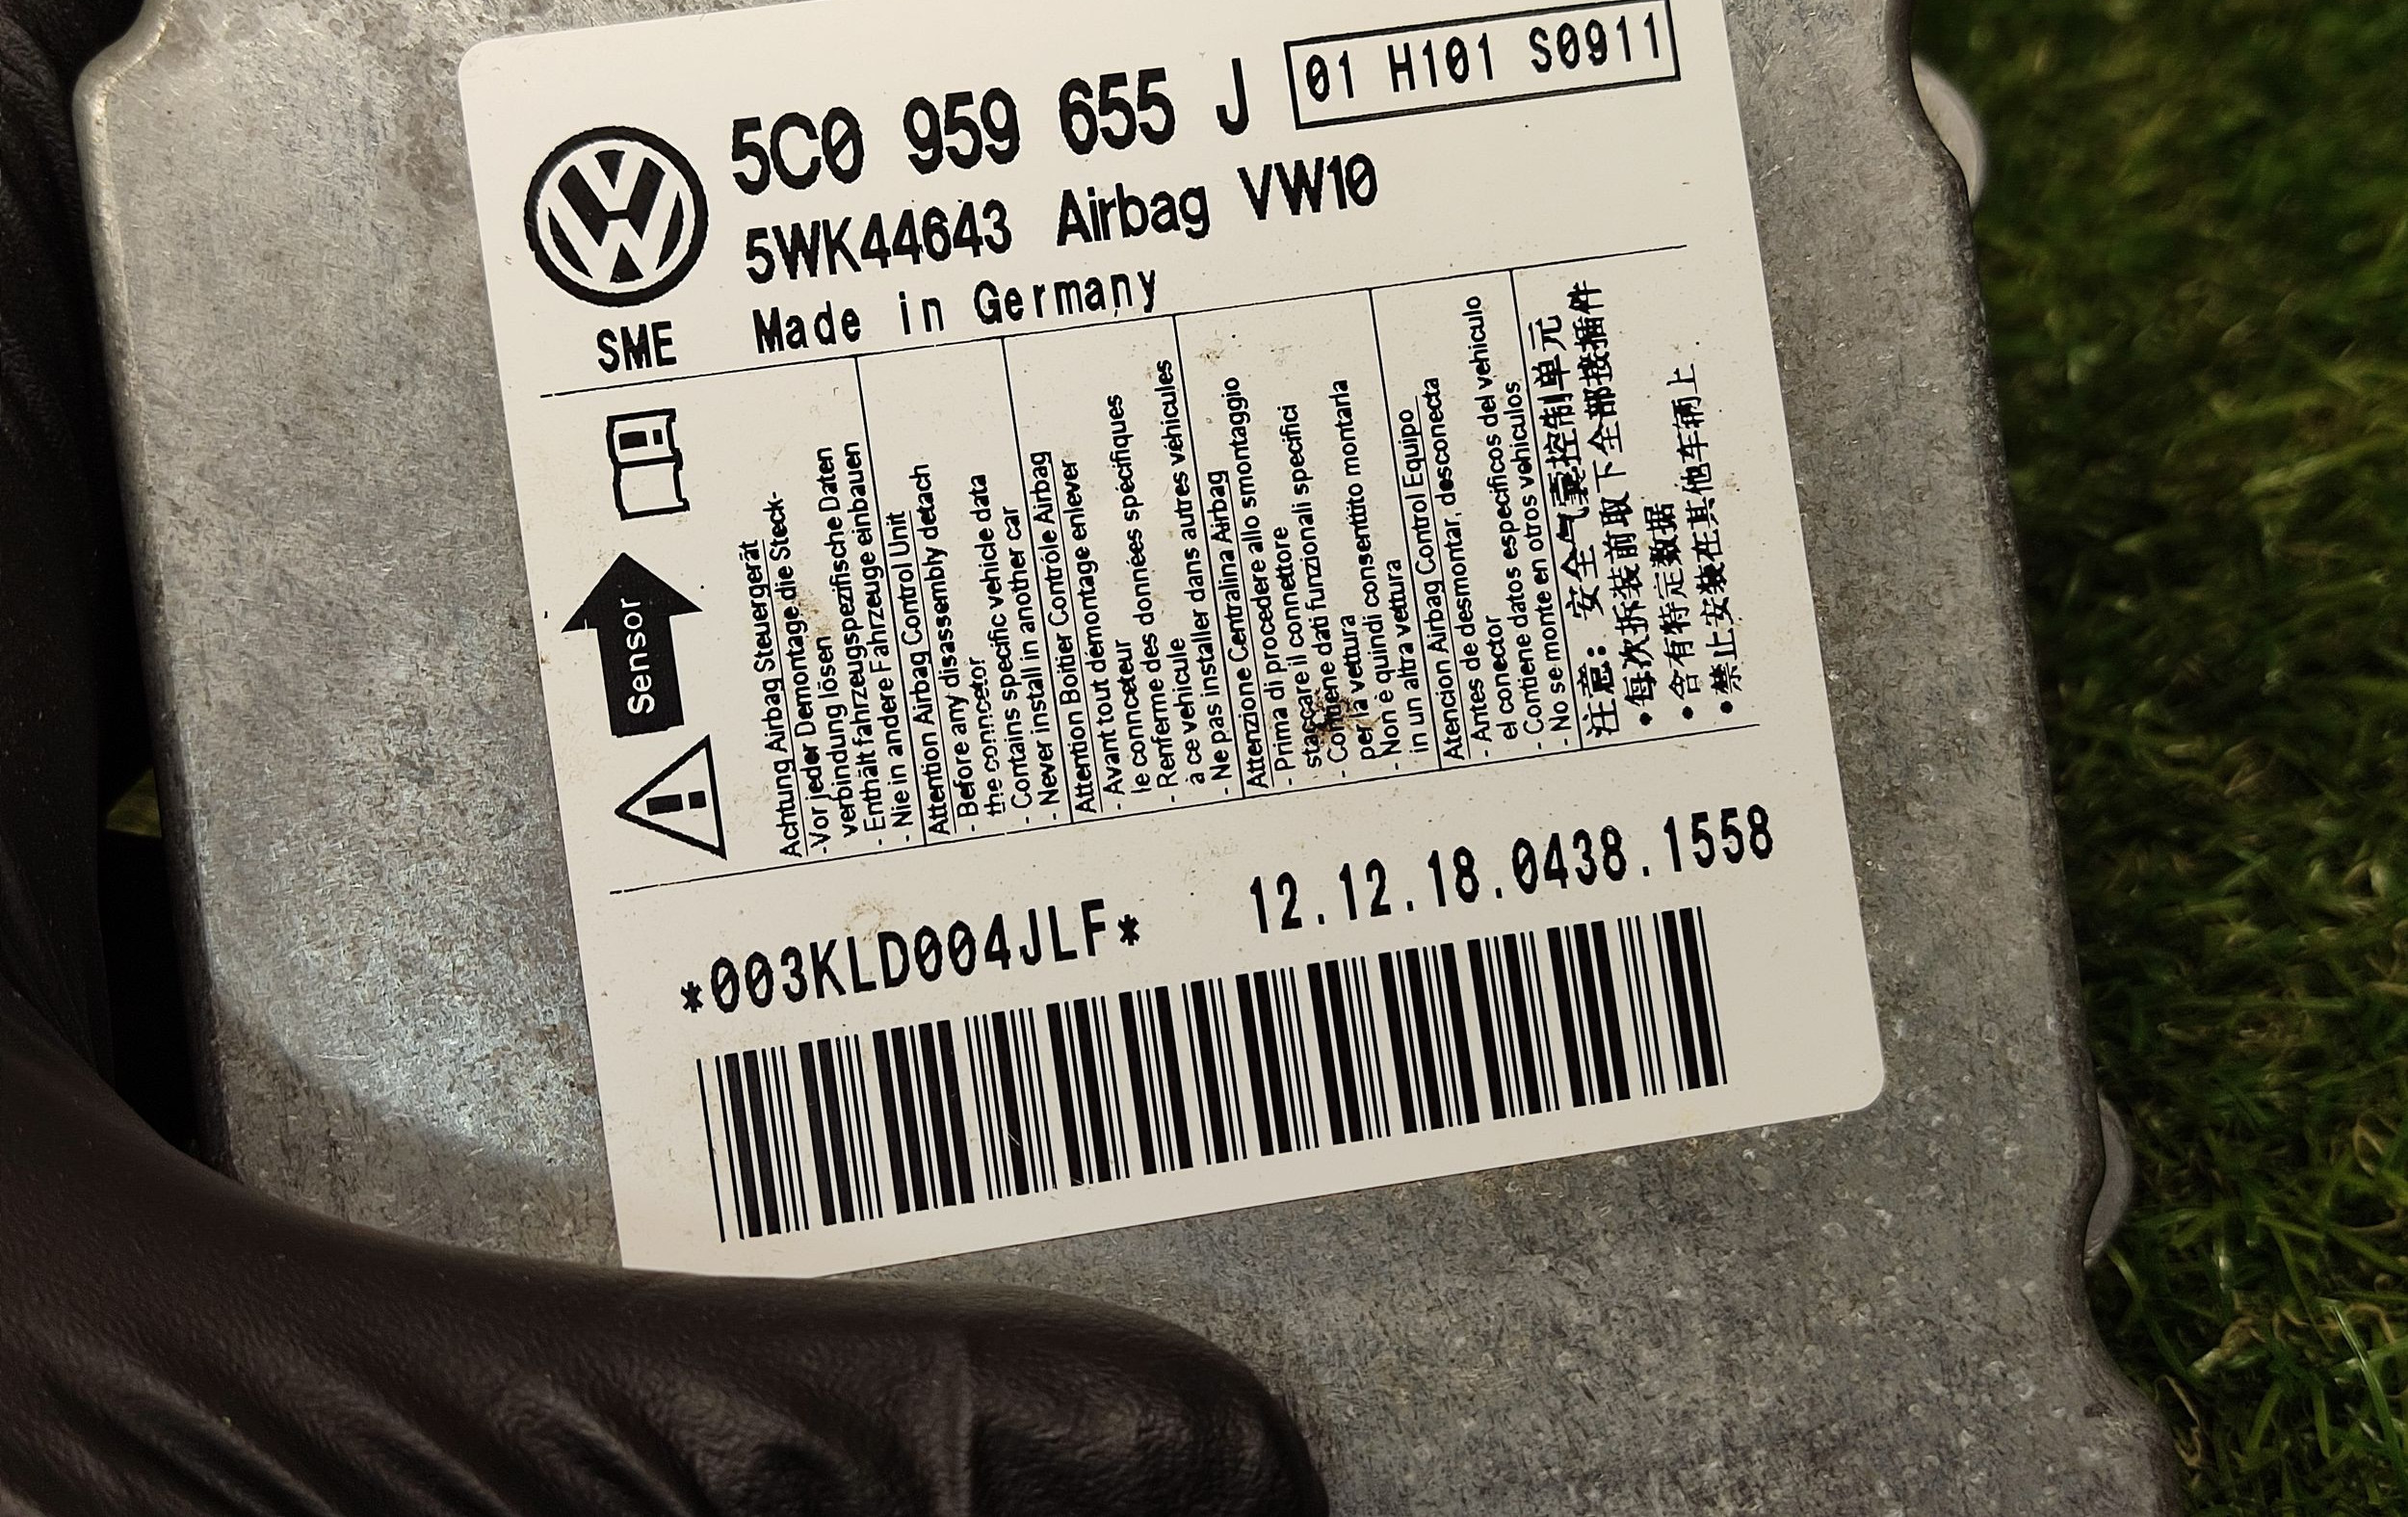 5C0 959 655 J
01 H101 S0911
5WK44643 Airbag VW10
Made in Germany
SME
Sensor
Achtung Airbag Steuergerät
-Vor jeder Demontage die Steck-
verbindung lösen
- Enthält fahrzeugspezifische Daten
- Nie in andere Fahrzeuge einbauen
Attention Airbag Control Unit
- Before any disassembly detach
the conncetor
- Contains specific vehicle data
- Never install in another car
Attention Boitier Contrôle Airbag
- Avant tout démontage enlever
le connceteur
- Renferme des données spécifiques
à ce véhicule
- Ne pas installer dans autres véhicules
Attenzione Centralina Airbag
- Prima di procedere allo smontaggio
staccare il connettore
- Contiene dati funzionali specifici
per la vettura
- Non è quindi consentitito montarla
in un altra vettura
Atencion Airbag Control Equipo
- Antes de desmontar, desconecta
el conector
- Contiene datos especificos del vehiculo
- No se monte en otros vehiculos
注意：安全气囊控制单元
•每次拆装前取下全部接插件
•含有特定数据
•禁止安装在其他车辆上
*003KLD004JLF*
12.12.18.0438.1558